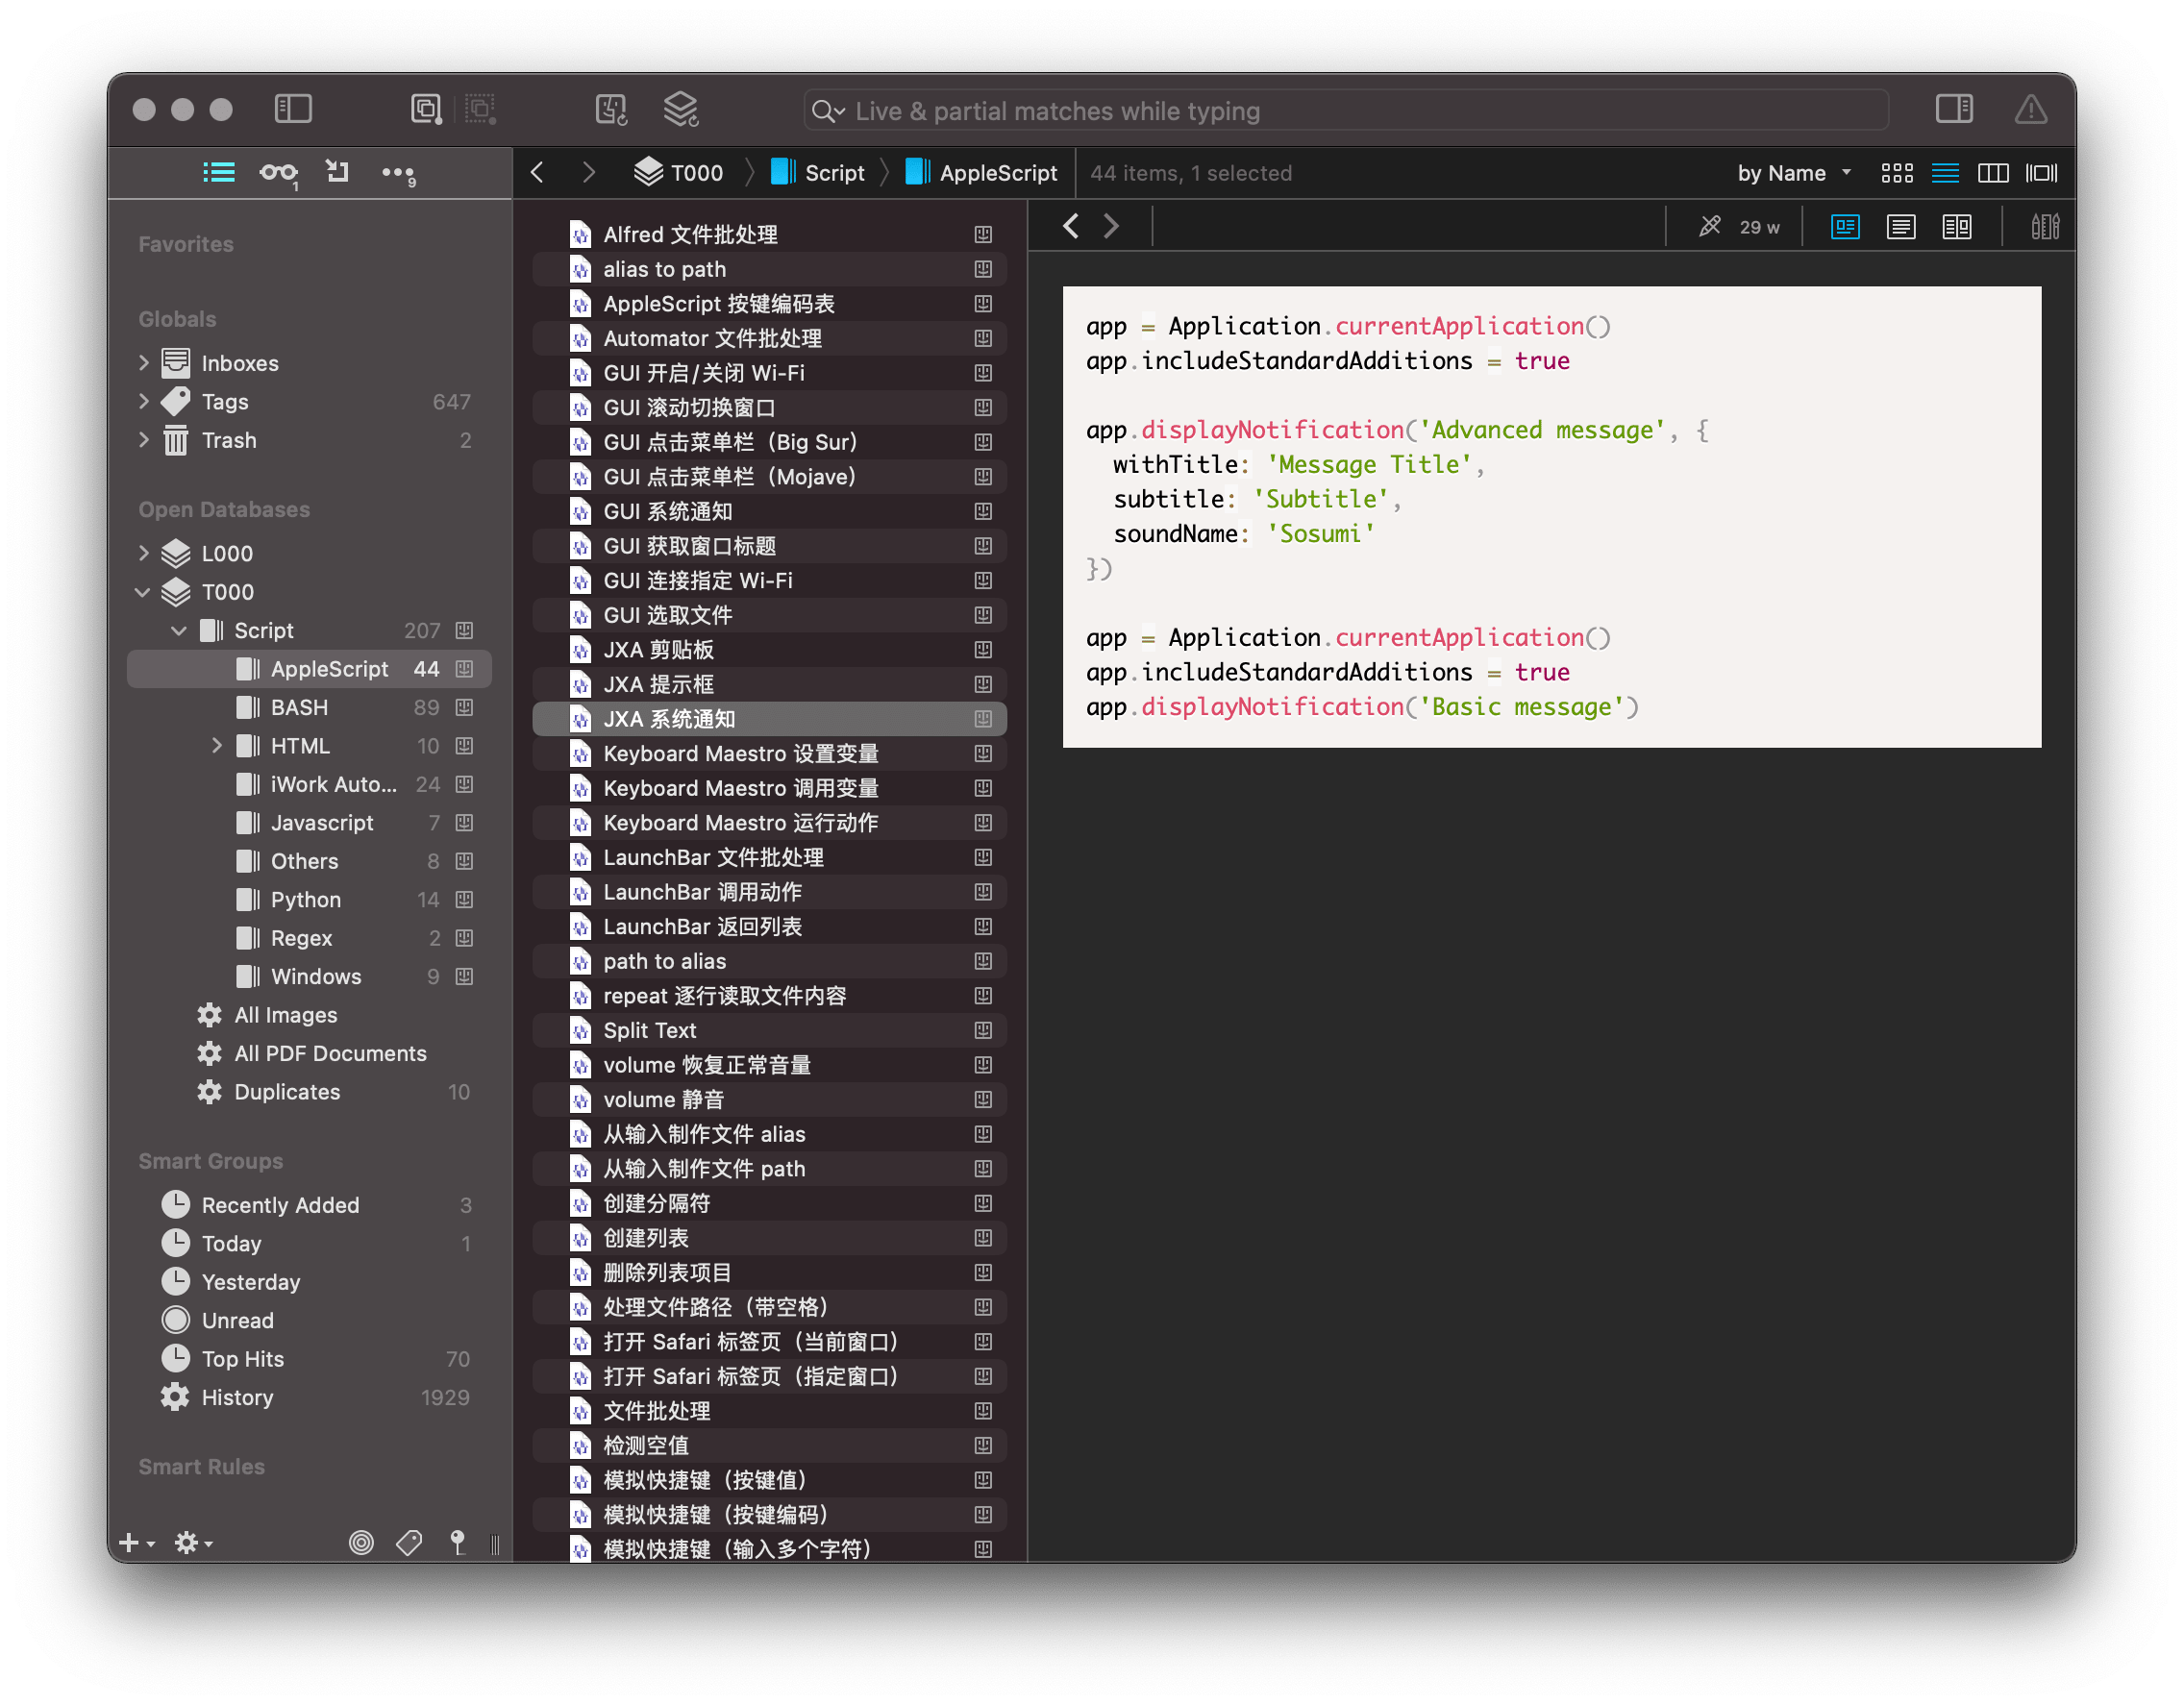 Live & partial matches while typing
1
9
T000
Script
AppleScript
44 items, 1 selected
by Name
Favorites
Globals
Inboxes
Tags 647
Trash 2
Open Databases
L000
T000
Script 207
AppleScript 44
BASH 89
HTML 10
iWork Auto... 24
Javascript 7
Others 8
Python 14
Regex 2
Windows 9
All Images
All PDF Documents
Duplicates 10
Smart Groups
Recently Added 3
Today 1
Yesterday
Unread
Top Hits 70
History 1929
Smart Rules
Alfred 文件批处理
alias to path
AppleScript 按键编码表
Automator 文件批处理
GUI 开启/关闭 Wi-Fi
GUI 滚动切换窗口
GUI 点击菜单栏（Big Sur）
GUI 点击菜单栏（Mojave）
GUI 系统通知
GUI 获取窗口标题
GUI 连接指定 Wi-Fi
GUI 选取文件
JXA 剪贴板
JXA 提示框
JXA 系统通知
Keyboard Maestro 设置变量
Keyboard Maestro 调用变量
Keyboard Maestro 运行动作
LaunchBar 文件批处理
LaunchBar 调用动作
LaunchBar 返回列表
path to alias
repeat 逐行读取文件内容
Split Text
volume 恢复正常音量
volume 静音
从输入制作文件 alias
从输入制作文件 path
创建分隔符
创建列表
删除列表项目
处理文件路径（带空格）
打开 Safari 标签页（当前窗口）
打开 Safari 标签页（指定窗口）
文件批处理
检测空值
模拟快捷键（按键值）
模拟快捷键（按键编码）
模拟快捷键（输入多个字符）
29 w
app = Application.currentApplication()
app.includeStandardAdditions = true
app.displayNotification('Advanced message', {
withTitle: 'Message Title',
subtitle: 'Subtitle',
soundName: 'Sosumi'
})
app = Application.currentApplication()
app.includeStandardAdditions = true
app.displayNotification('Basic message')